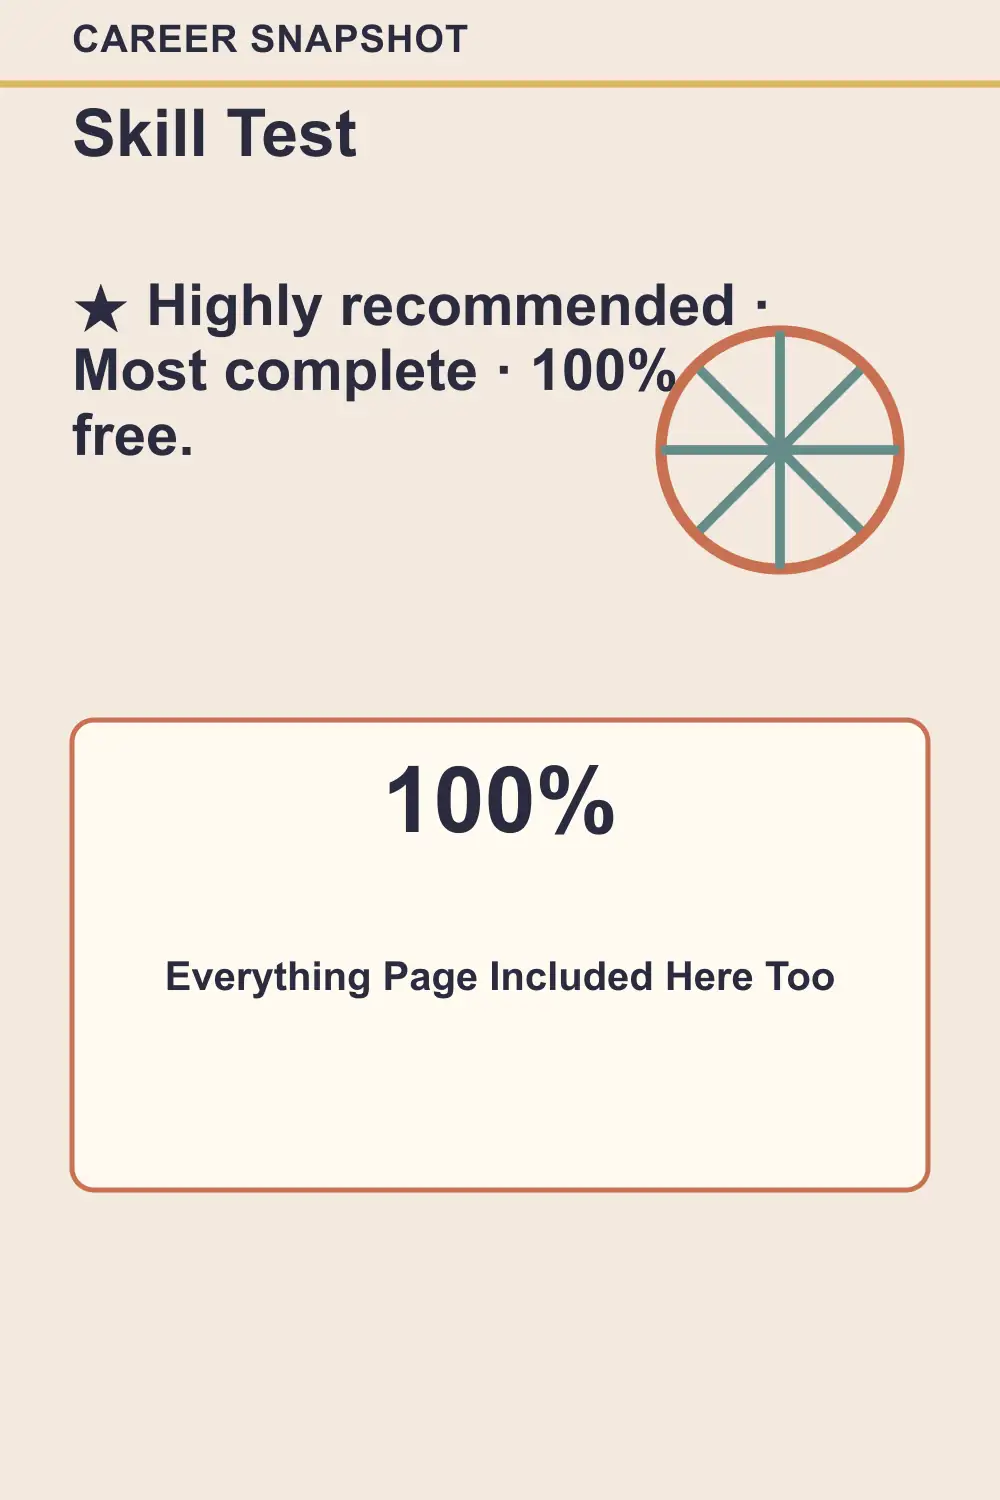 CAREER SNAPSHOT
Skill Test
★ Highly recommended ·
Most complete · 100%
free.
100%
Everything Page Included Here Too